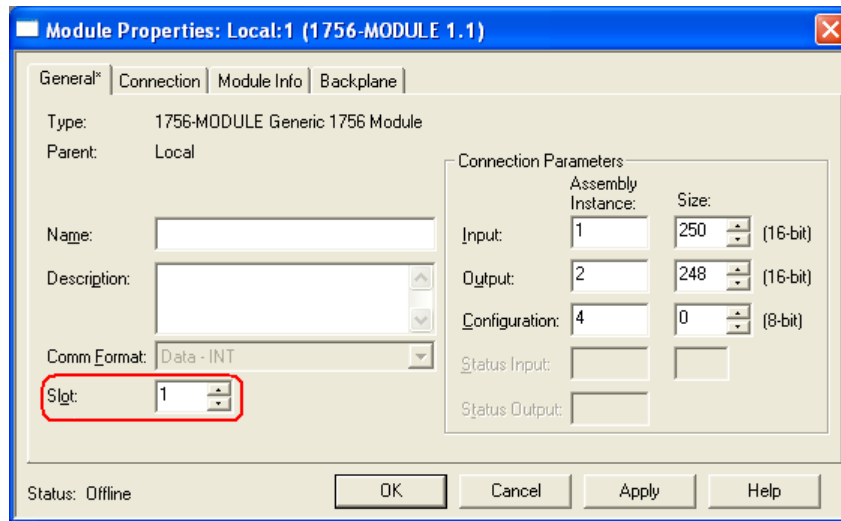 Module Properties: Local:1 (1756-MODULE 1.1)
General* Connection Module Info Backplane
Type: 1756-MODULE Generic 1756 Module
Parent: Local
Connection Parameters
Assembly
Instance: Size:
Name:
Input: 1 250 (16-bit)
Description:
Output: 2 248 (16-bit)
Configuration: 4 0 (8-bit)
Comm Format: Data - INT
Status Input:
Slot: 1
Status Output:
Status: Offline OK Cancel Apply Help